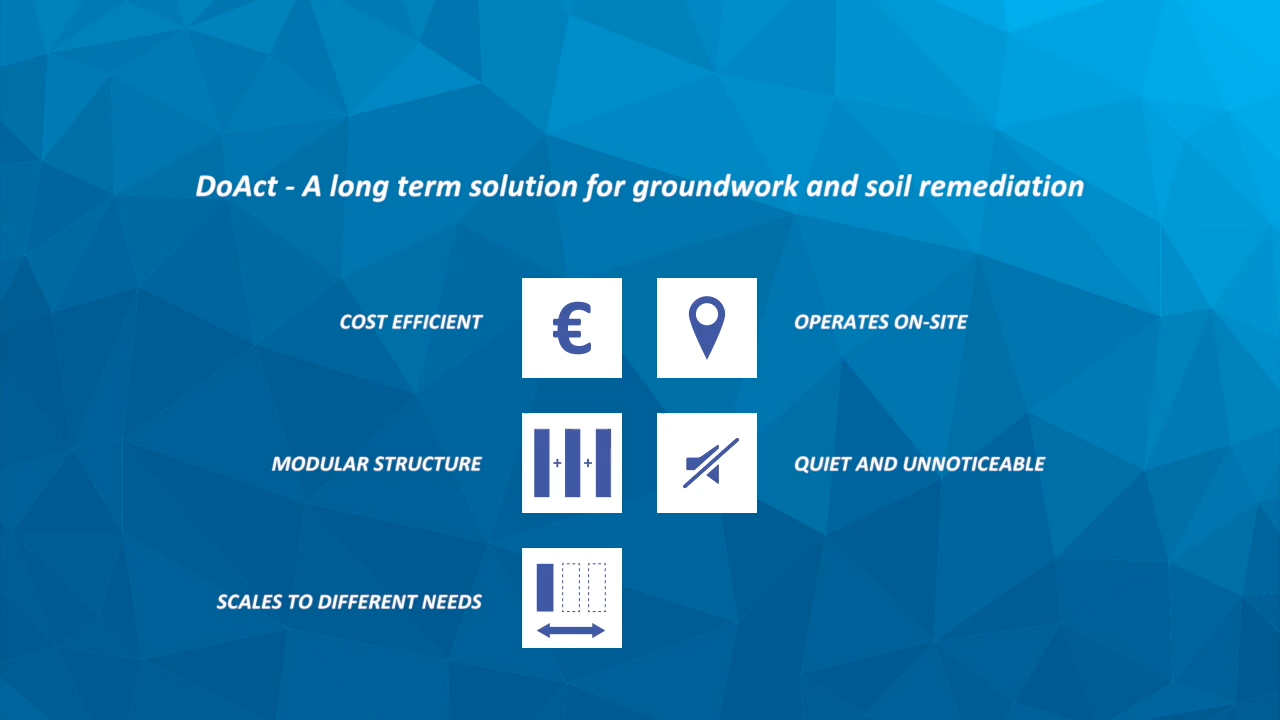 DoAct - A long term solution for groundwork and soil remediation
COST EFFICIENT
€
OPERATES ON-SITE
MODULAR STRUCTURE
+ +
QUIET AND UNNOTICEABLE
SCALES TO DIFFERENT NEEDS